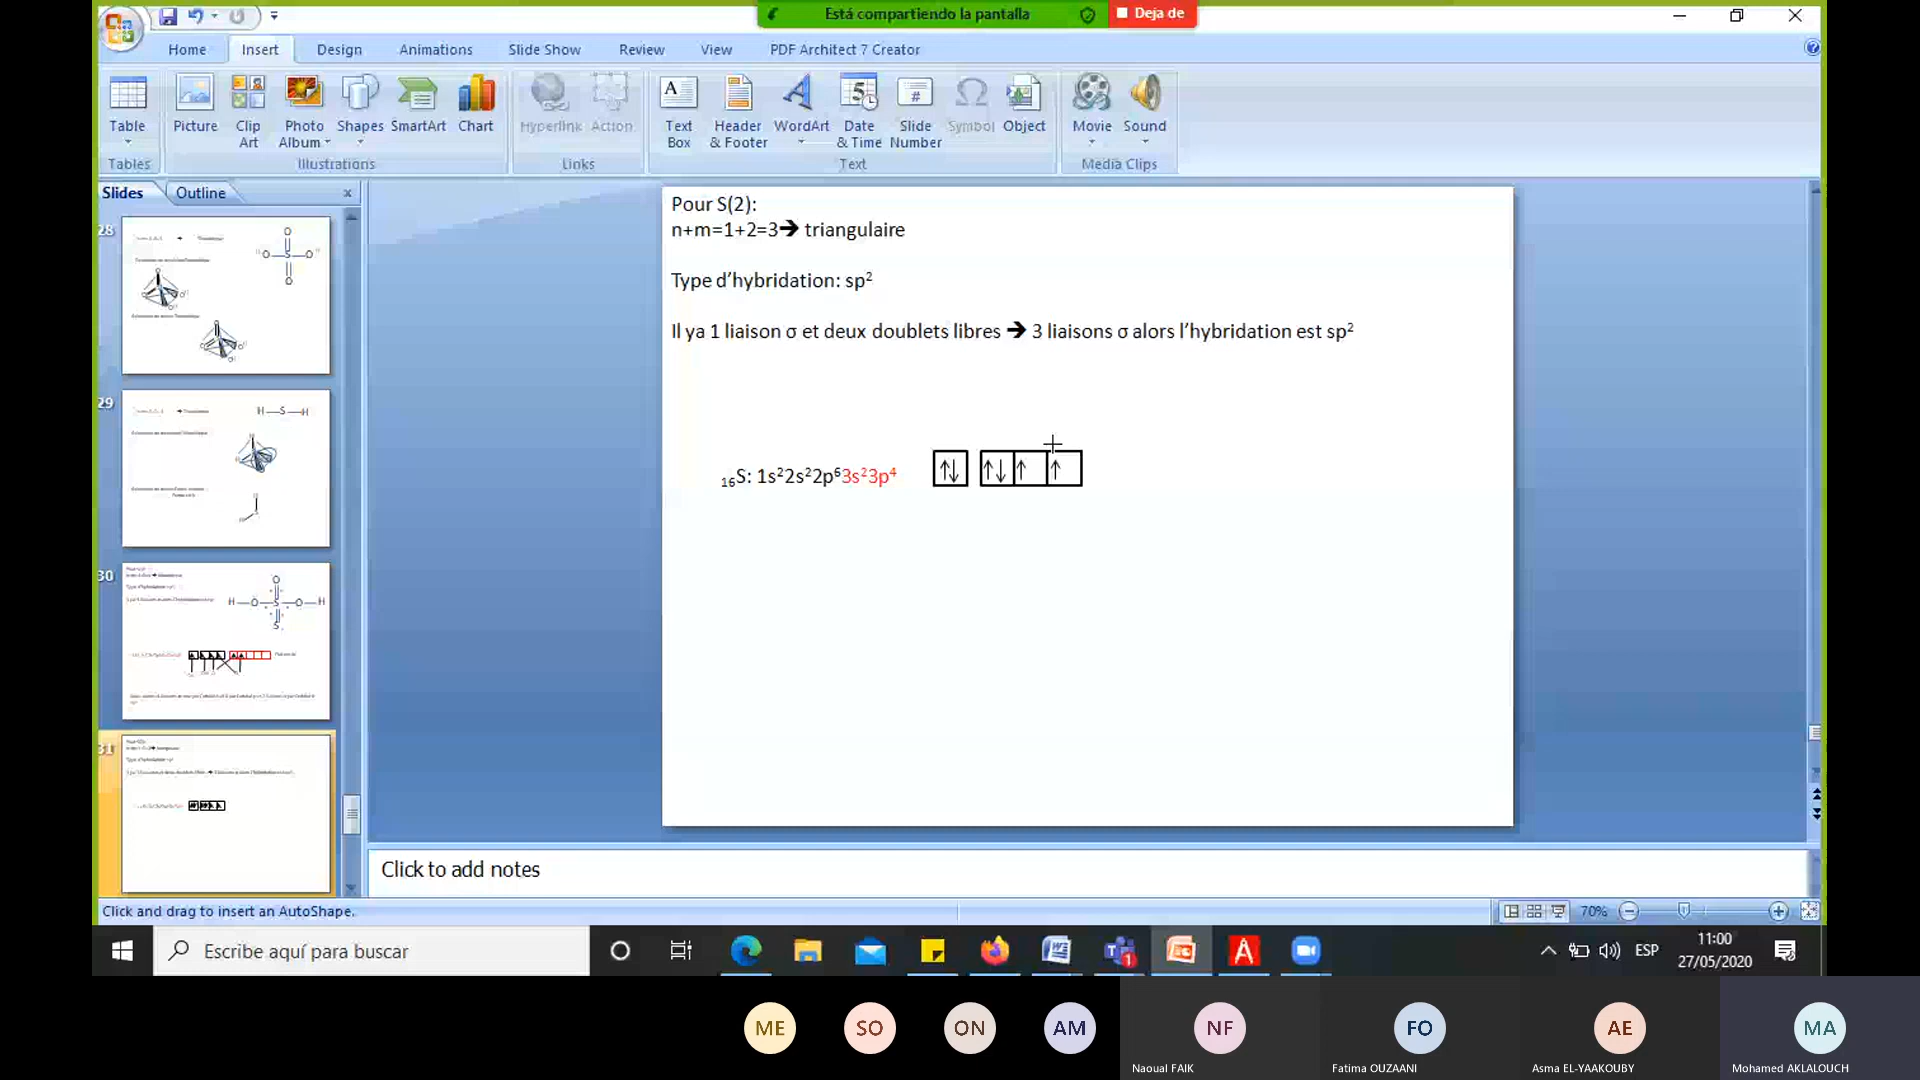 Está compartiendo la pantalla
Deja de
Home Insert Design Animations Slide Show Review View PDF Architect 7 Creator
Table Picture Clip Art Photo Album Shapes SmartArt Chart Hyperlink Action Text Box Header & Footer WordArt Date & Time Slide Number Symbol Object Movie Sound
Tables Illustrations Links Text Media Clips
Slides Outline
28
29
H—S—H
30
31
Pour S(2):
n+m=1+2=3➔ triangulaire
Type d’hybridation: sp²
Il ya 1 liaison σ et deux doublets libres ➔ 3 liaisons σ alors l’hybridation est sp²
₁₆S: 1s²2s²2p⁶3s²3p⁴
Click to add notes
Click and drag to insert an AutoShape.
70%
Escribe aquí para buscar
ESP
11:00
27/05/2020
ME SO ON AM NF FO AE MA
Naoual FAIK Fatima OUZAANI Asma EL-YAAKOUBY Mohamed AKLALOUCH